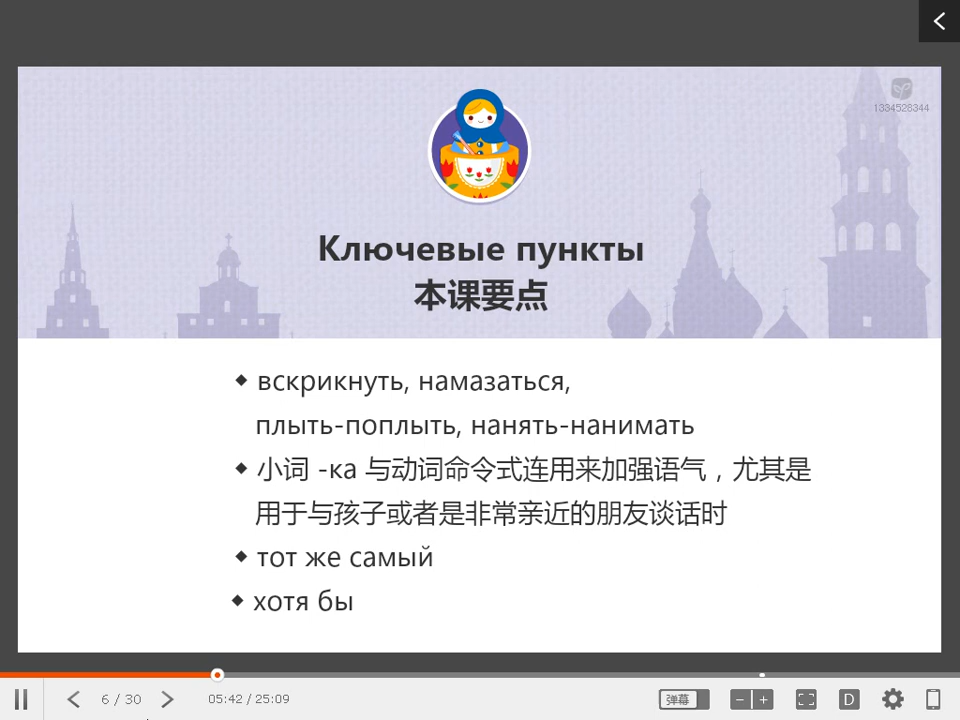 1334528344
Ключевые пункты
本课要点
◆ вскрикнуть, намазаться,
плыть-поплыть, нанять-нанимать
◆ 小词 -ка 与动词命令式连用来加强语气，尤其是
用于与孩子或者是非常亲近的朋友谈话时
◆ тот же самый
◆ хотя бы
6 / 30
05:42 / 25:09
弹幕
D